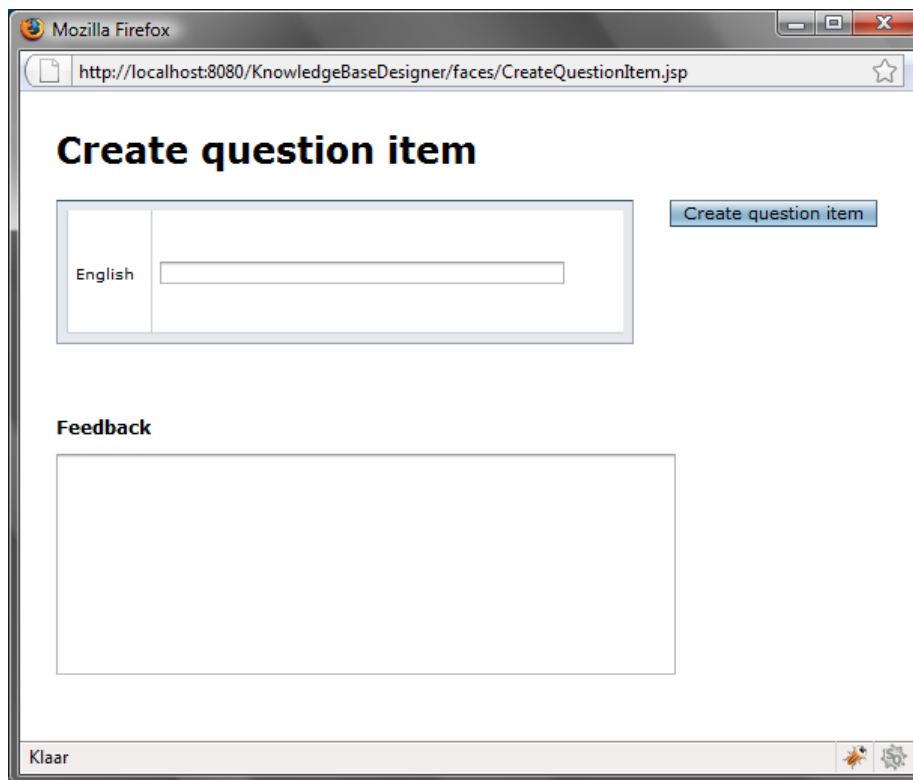 Mozilla Firefox
http://localhost:8080/KnowledgeBaseDesigner/faces/CreateQuestionItem.jsp
Create question item
Create question item
English
Feedback
Klaar